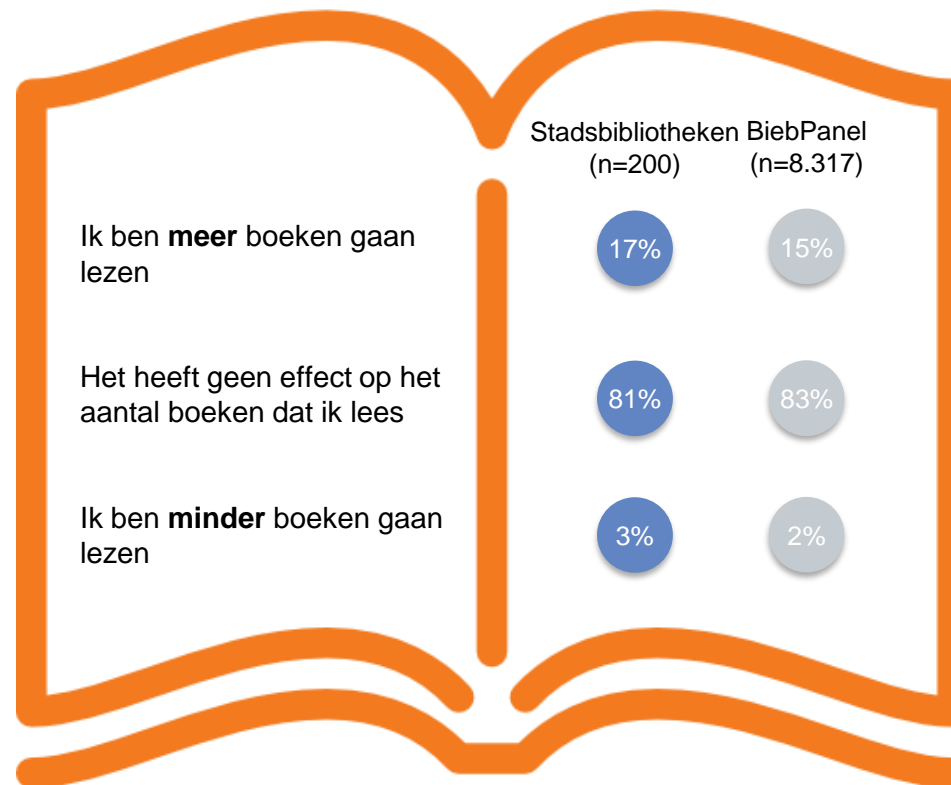 Stadsbibliotheken BiebPanel
(n=200) (n=8.317)
Ik ben meer boeken gaan
lezen
17% 15%
Het heeft geen effect op het
aantal boeken dat ik lees
81% 83%
Ik ben minder boeken gaan
lezen
3% 2%